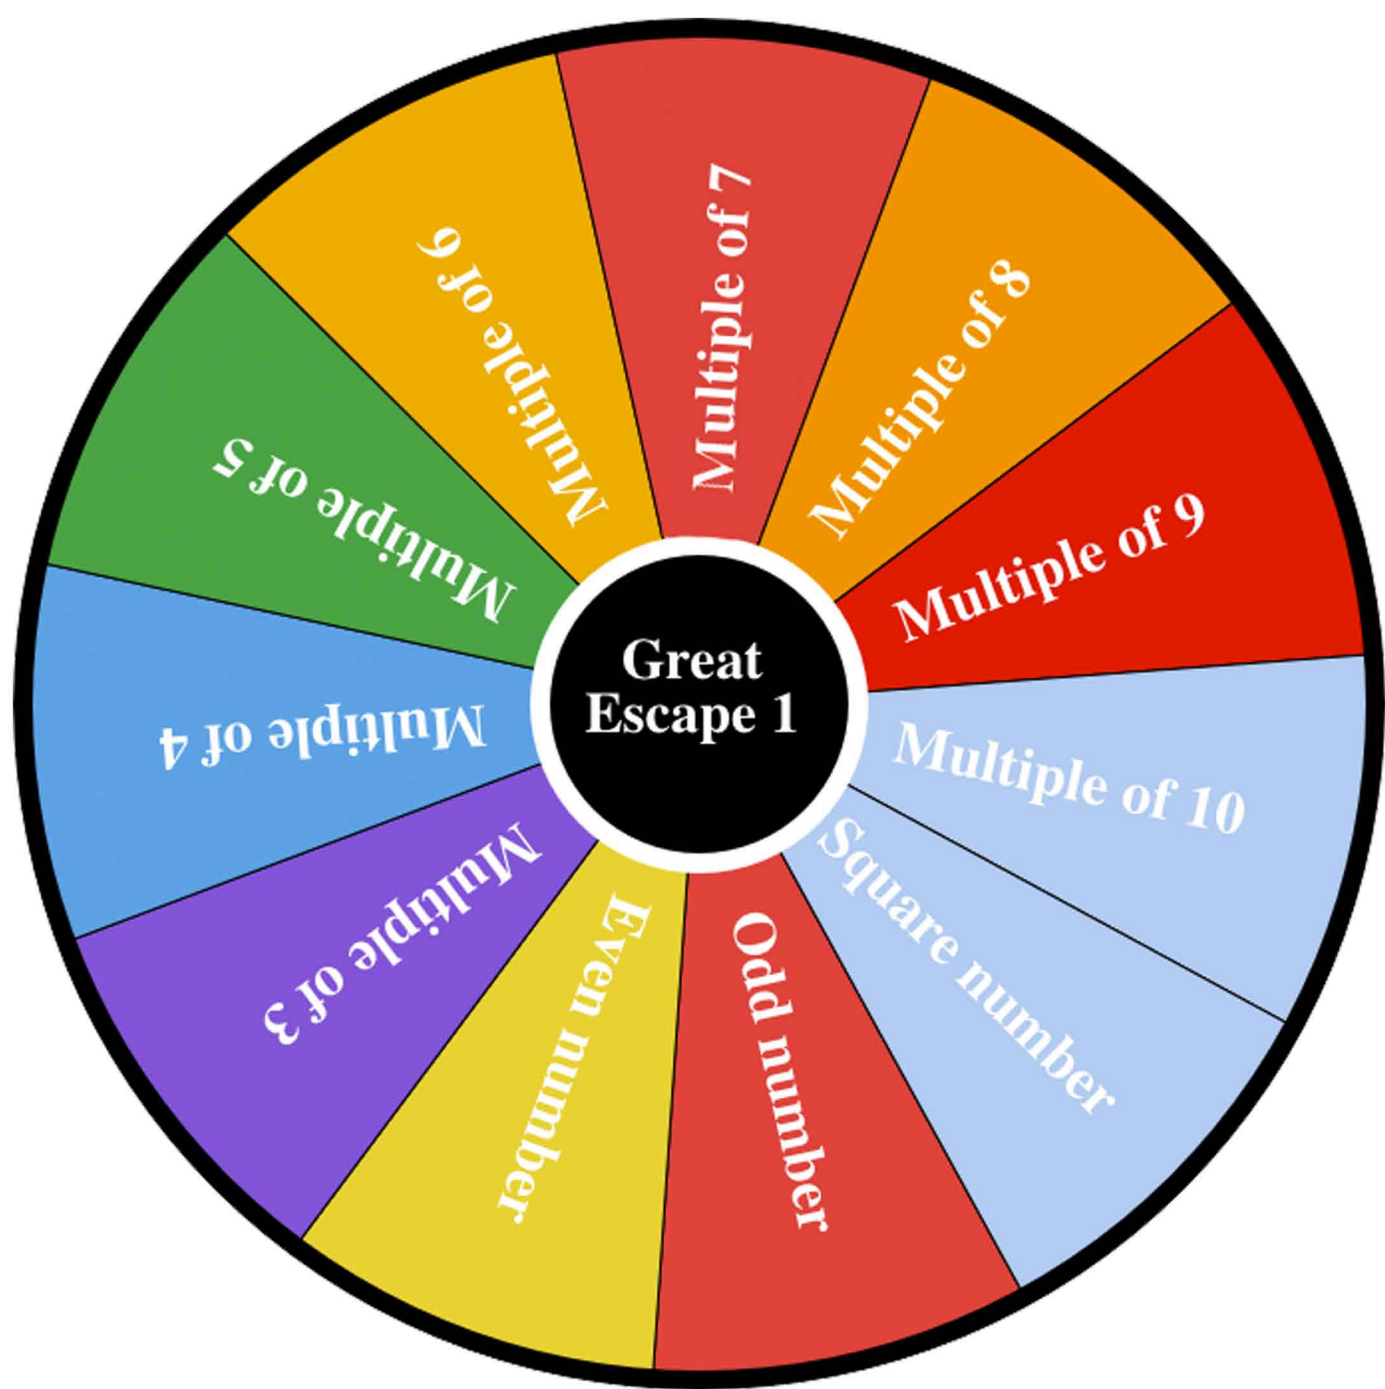 Great
Escape 1
Multiple of 7
Multiple of 8
Multiple of 9
Multiple of 10
Square number
Odd number
Even number
Multiple of 3
Multiple of 4
Multiple of 5
Multiple of 6